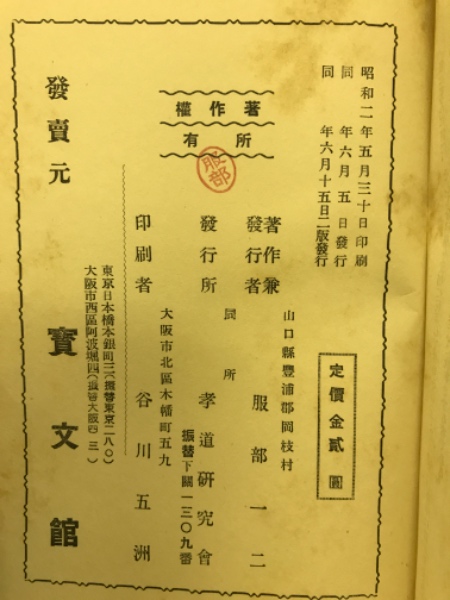 昭和二年五月三十日印刷
同　年六月五日發行
同　年六月十五日二版發行
定價金貳圓
著作權
所有
服部
著作兼
發行者
山口縣豐浦郡岡枝村
服部一二
發行所
同所
孝道研究會
振替下關一三〇九番
印刷者
大阪市北區木幡町五九
谷川五洲
發賣元
東京日本橋本銀町三(振替東京二八〇)
大阪市西區阿波堀四(振替大阪四三一)
寳文館